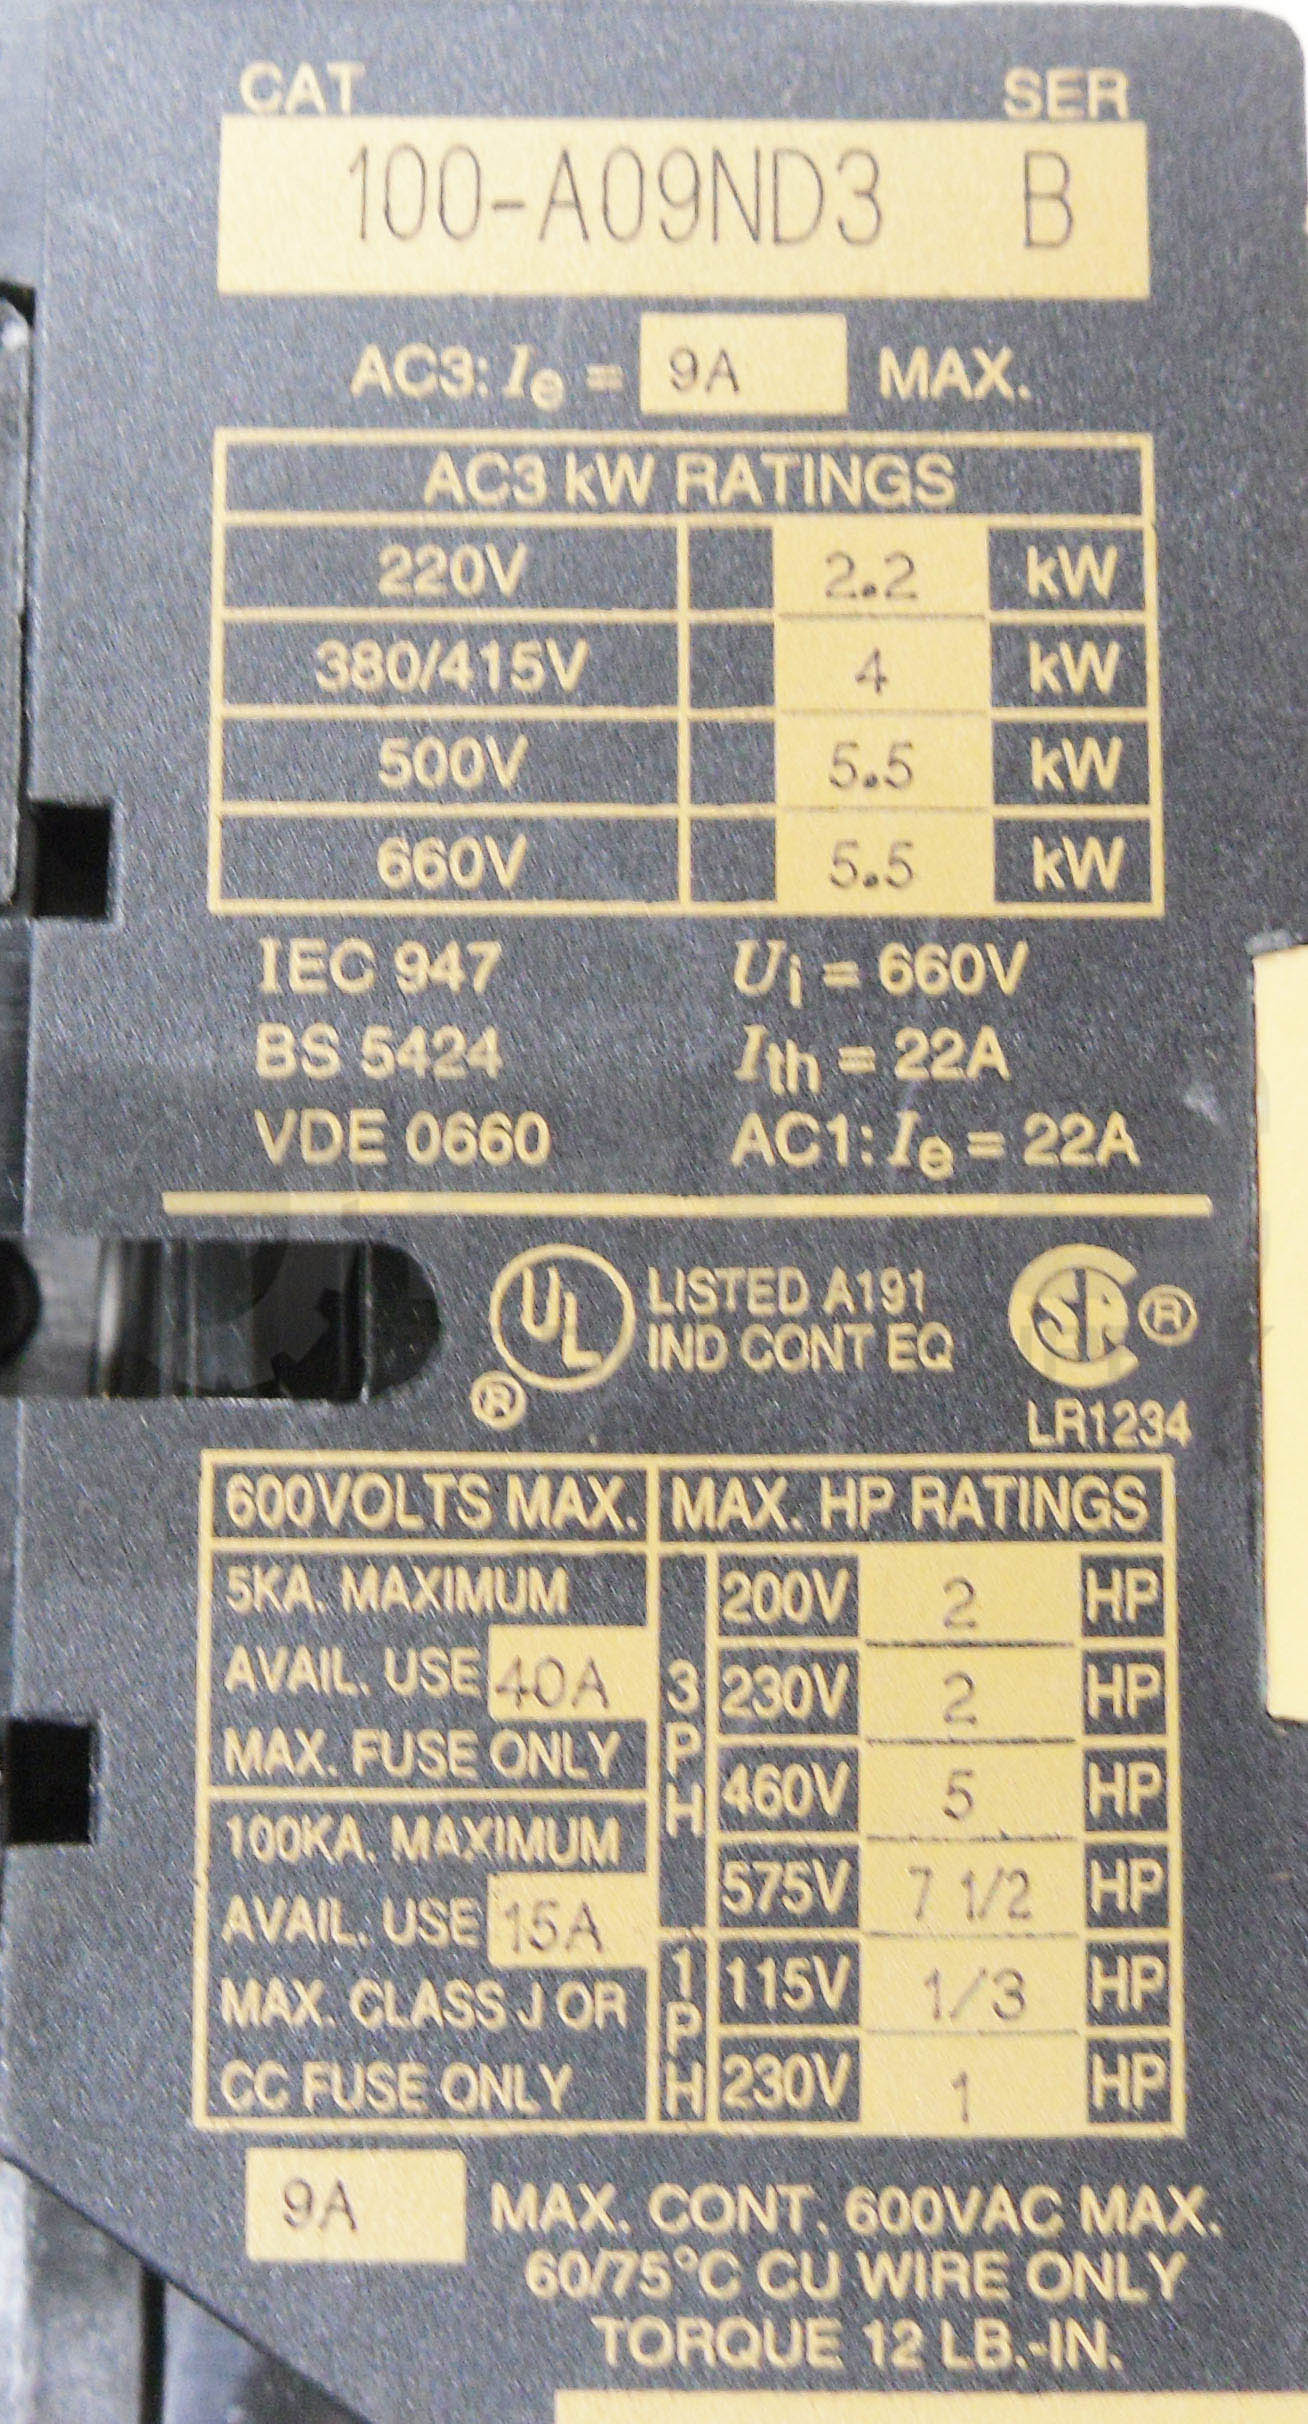 CAT SER
100-A09ND3 B
AC3: Ie = 9A MAX.
AC3 kW RATINGS
220V 2.2 kW
380/415V 4 kW
500V 5.5 kW
660V 5.5 kW
IEC 947 Ui = 660V
BS 5424 Ith = 22A
VDE 0660 AC1: Ie = 22A
UL LISTED A191
IND CONT EQ
® SA ®
LR1234
600VOLTS MAX. MAX. HP RATINGS
5KA. MAXIMUM
AVAIL. USE 40A
MAX. FUSE ONLY
100KA. MAXIMUM
AVAIL. USE 15A
MAX. CLASS J OR
CC FUSE ONLY
3 PH
200V 2 HP
230V 2 HP
460V 5 HP
575V 7 1/2 HP
1 PH
115V 1/3 HP
230V 1 HP
9A MAX. CONT. 600VAC MAX.
60/75°C CU WIRE ONLY
TORQUE 12 LB.-IN.